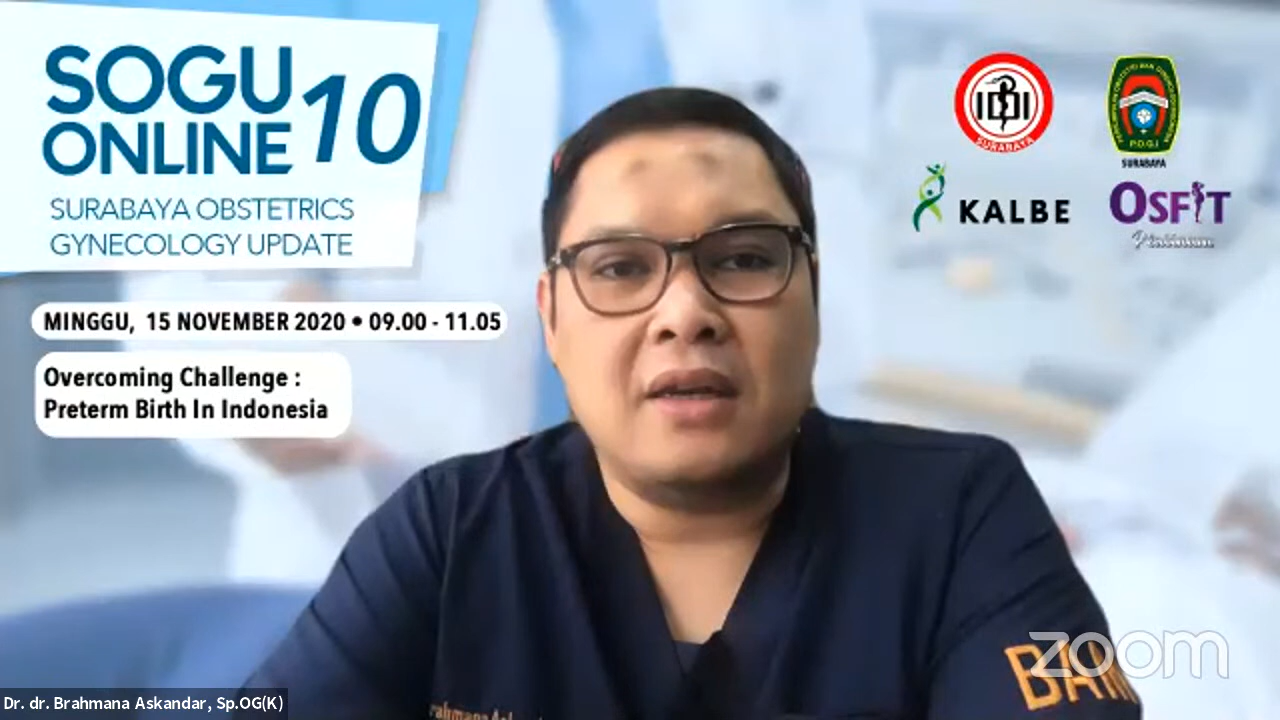 SOGU
ONLINE 10
SURABAYA OBSTETRICS
GYNECOLOGY UPDATE
MINGGU, 15 NOVEMBER 2020 • 09.00 - 11.05
Overcoming Challenge :
Preterm Birth In Indonesia
IDI
SURABAYA
P.O.G.I
SURABAYA
KALBE
OSFIT
Platinum
zoom
Dr. dr. Brahmana Askandar, Sp.OG(K)